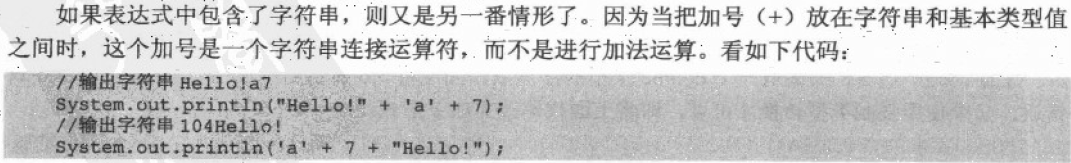 如果表达式中包含了字符串，则又是另一番情形了。因为当把加号（+）放在字符串和基本类型值
之间时，这个加号是一个字符串连接运算符，而不是进行加法运算。看如下代码：
//输出字符串 Hello!a7
System.out.println("Hello!" + 'a' + 7);
//输出字符串 104Hello!
System.out.println('a' + 7 + "Hello!");